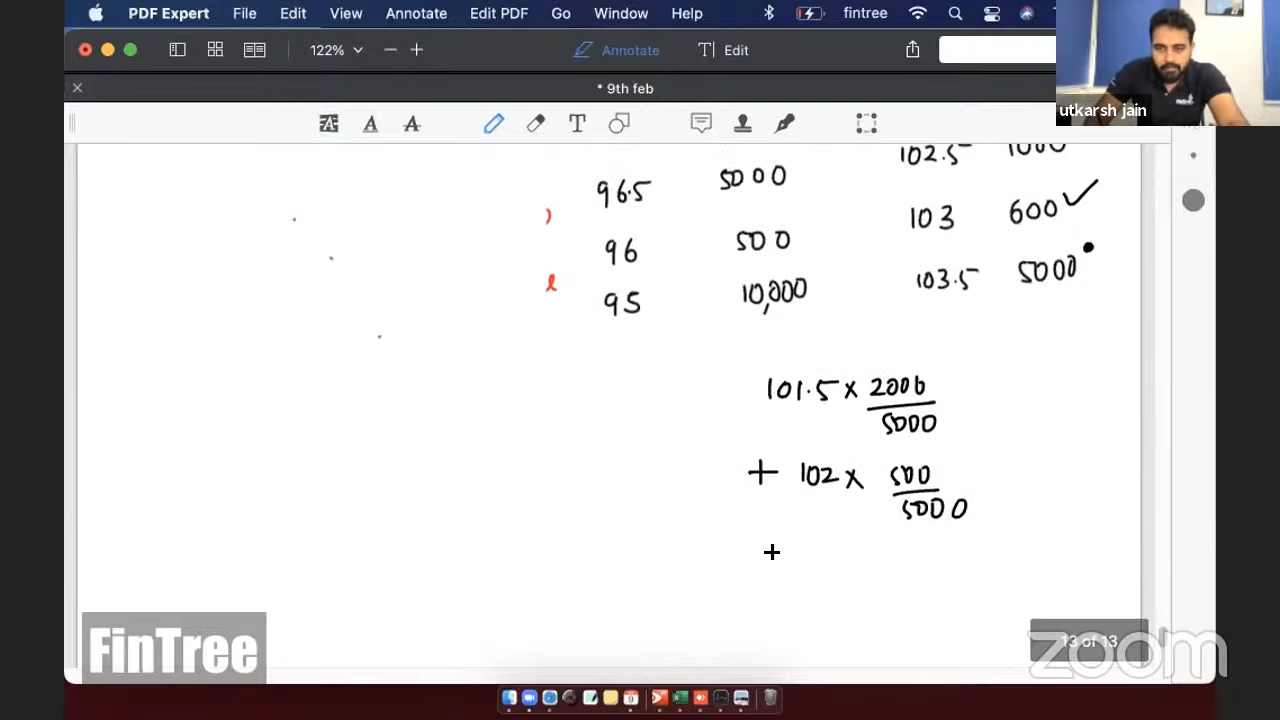 PDF Expert File Edit View Annotate Edit PDF Go Window Help fintree
122% Annotate T Edit
* 9th feb
utkarsh jain
102.5 1000
96.5 5000
103 600
96 500
103.5 5000
95 10,000
101.5 x 2000
5000
+ 102 x 500
5000
+
FinTree
13 of 13
zoom